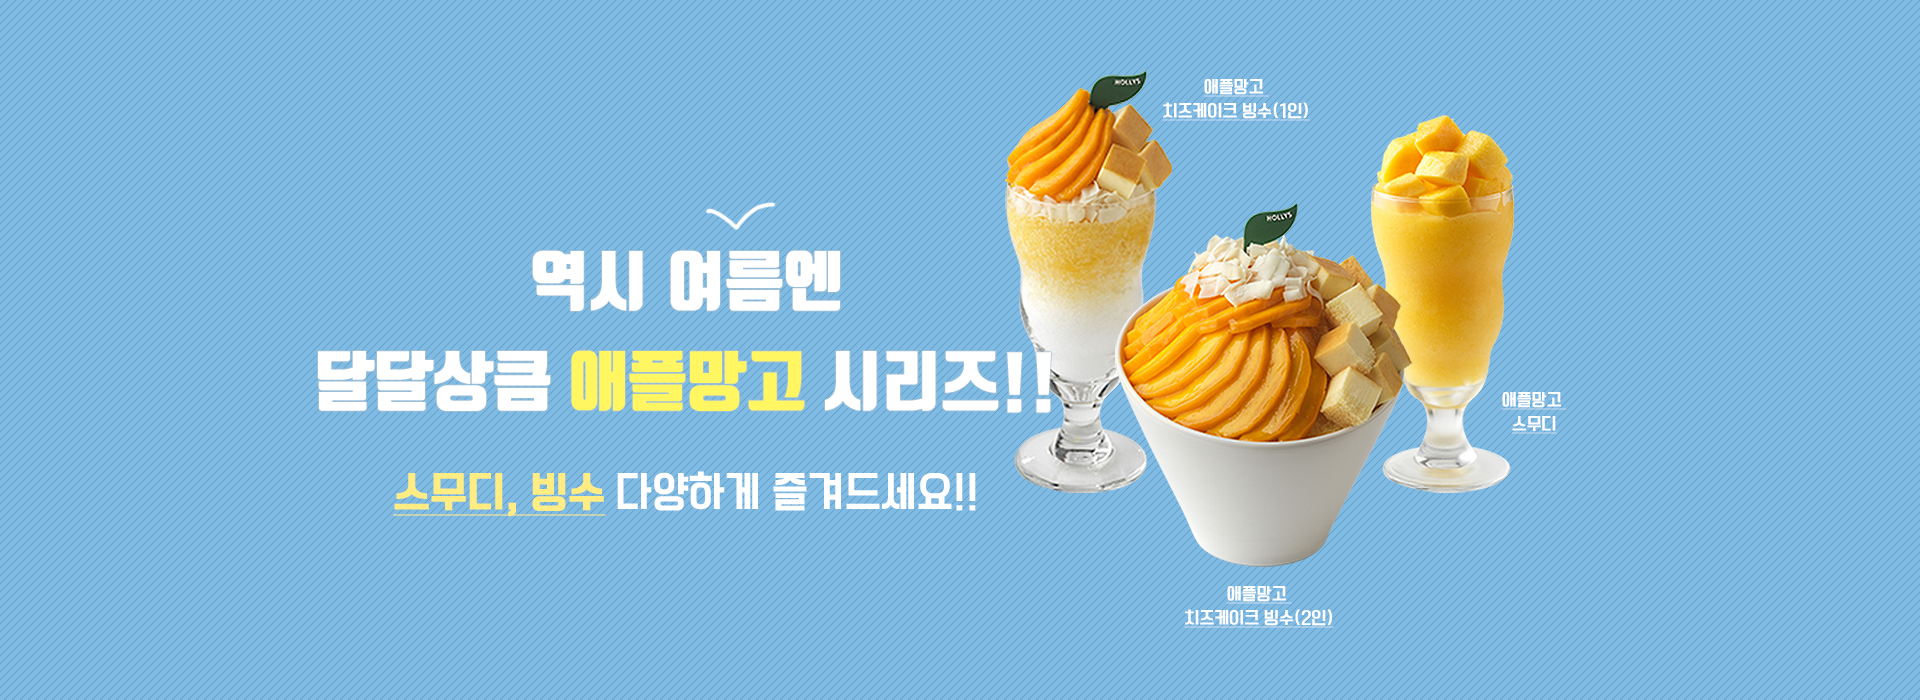 역시 여름엔
달달상큼 애플망고 시리즈!!
스무디, 빙수 다양하게 즐겨드세요!!
HOLLYS
애플망고
치즈케이크 빙수(1인)
HOLLYS
애플망고
치즈케이크 빙수(2인)
애플망고
스무디